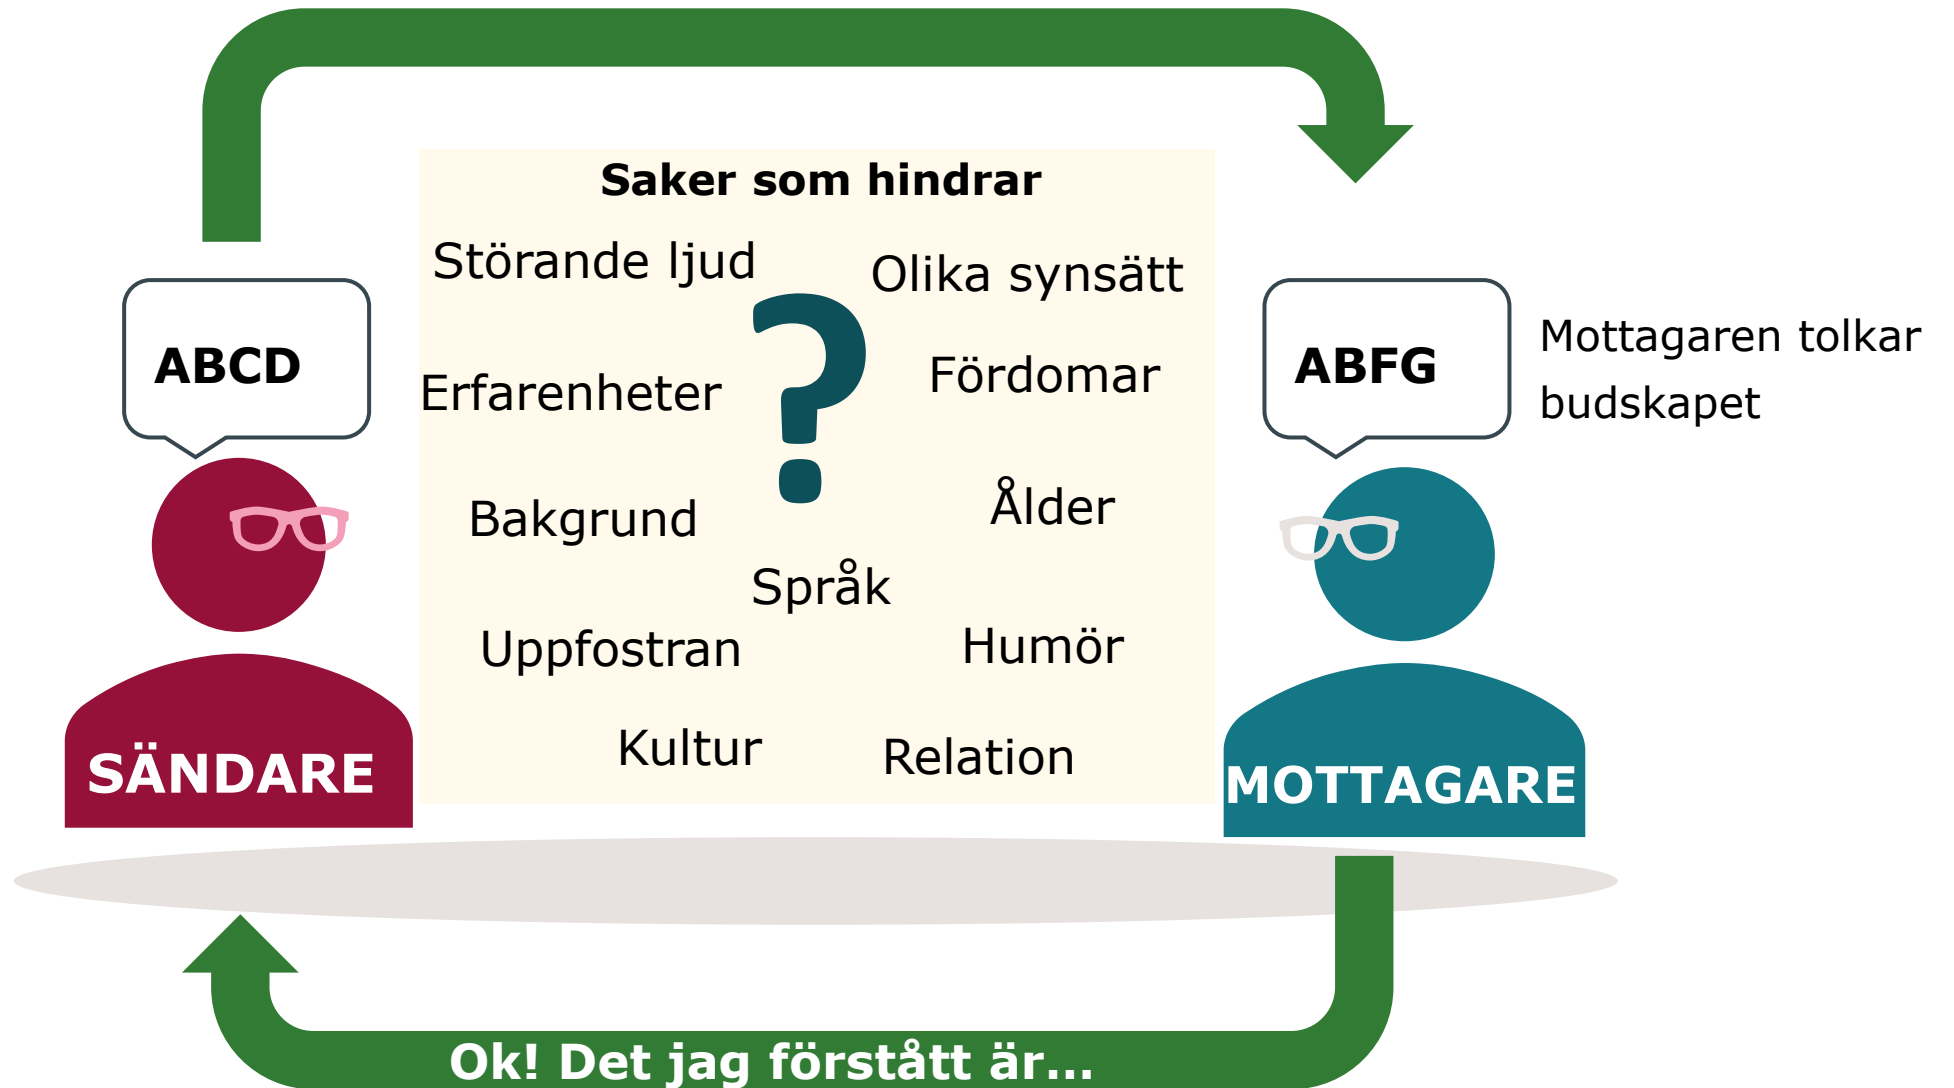 Saker som hindrar
Störande ljud
Olika synsätt
ABCD
?
ABFG
Mottagaren tolkar
budskapet
Erfarenheter
Fördomar
Bakgrund
Ålder
Språk
Uppfostran
Humör
Kultur
Relation
SÄNDARE
MOTTAGARE
Ok! Det jag förstått är...